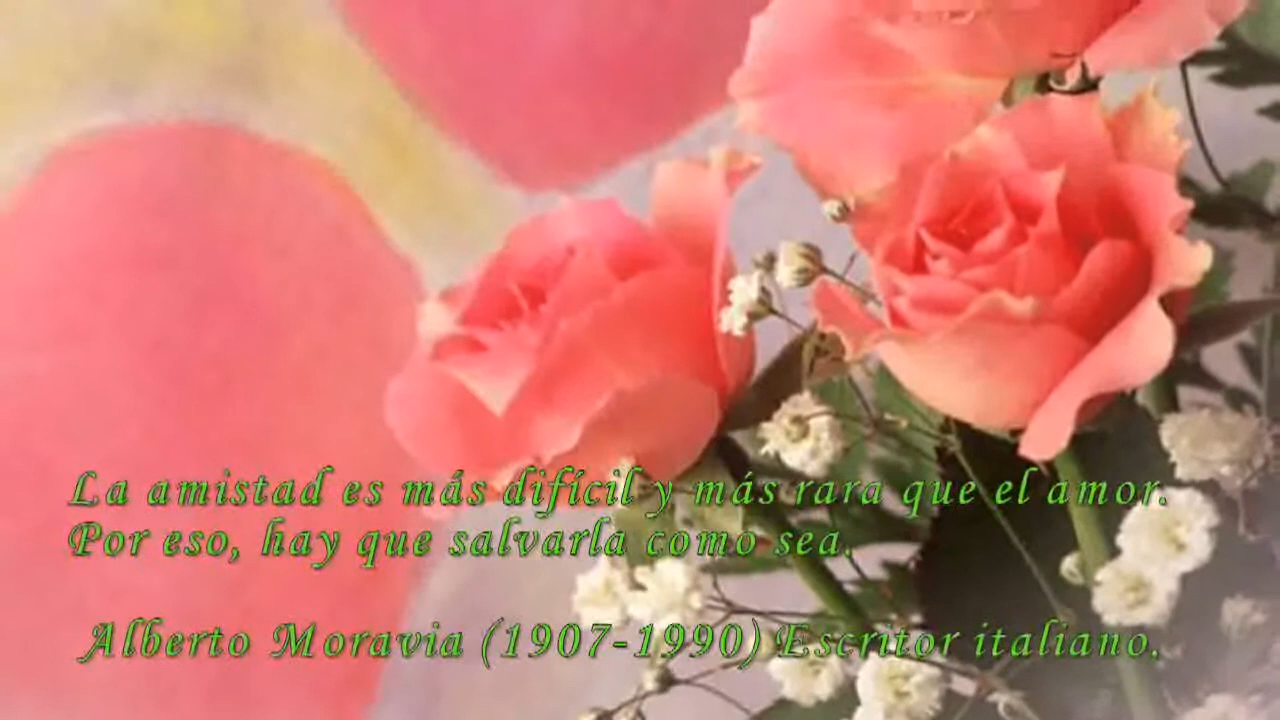 La amistad es más difícil y más rara que el amor.
Por eso, hay que salvarla como sea.
Alberto Moravia (1907-1990) Escritor italiano.